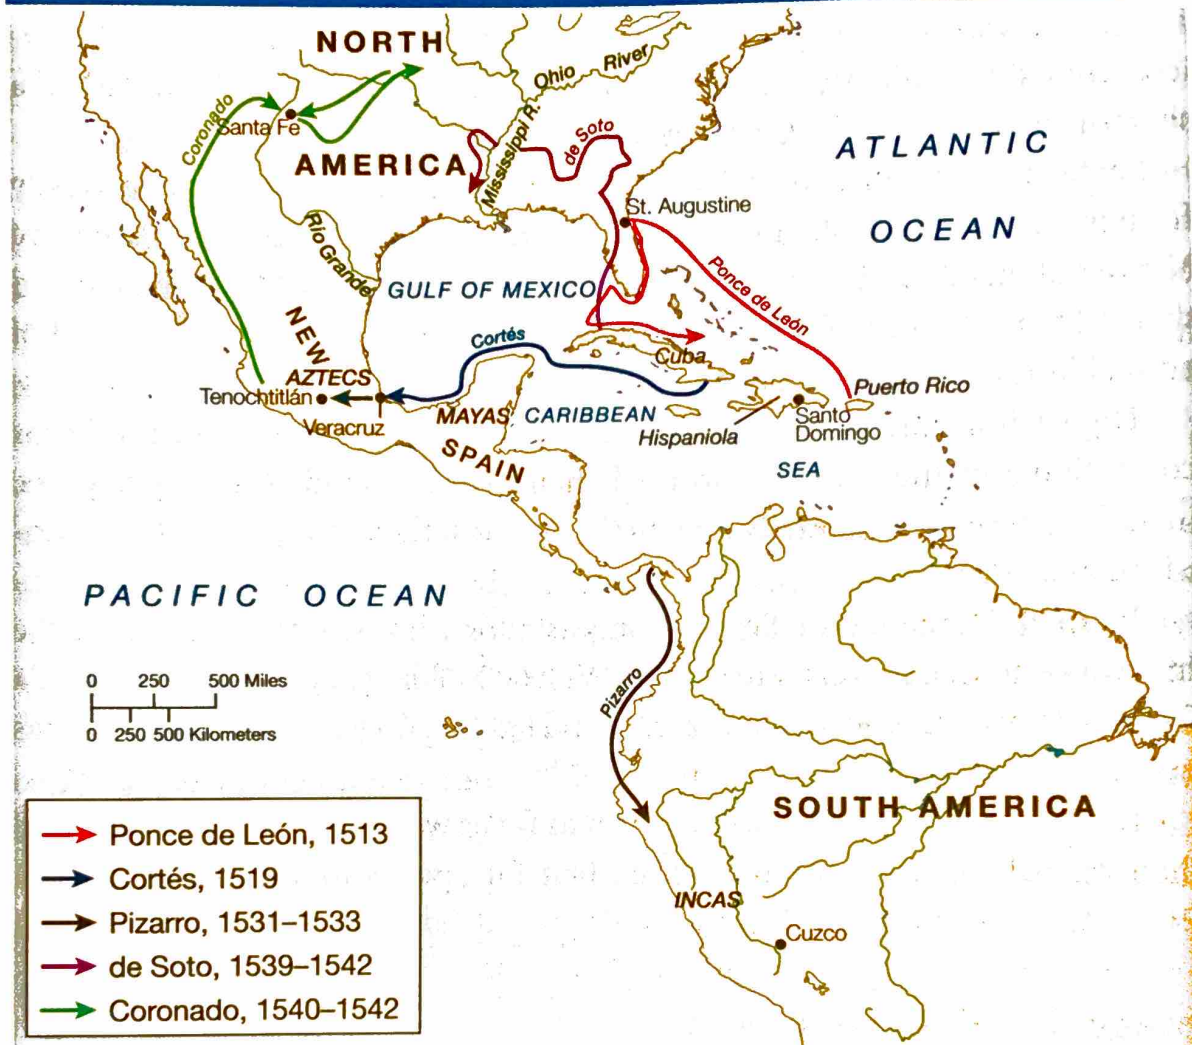 NORTH
Ohio River
Coronado
Santa Fe
AMERICA
Mississippi R.
de Soto
ATLANTIC
OCEAN
St. Augustine
Rio Grande
GULF OF MEXICO
Ponce de León
NEW
Cortés
Cuba
AZTECS
Tenochtitlán
Veracruz
MAYAS
CARIBBEAN
Puerto Rico
Hispaniola
Santo
Domingo
SPAIN
SEA
PACIFIC OCEAN
Pizarro
0 250 500 Miles
0 250 500 Kilometers
SOUTH AMERICA
INCAS
Cuzco
Ponce de León, 1513
Cortés, 1519
Pizarro, 1531–1533
de Soto, 1539–1542
Coronado, 1540–1542